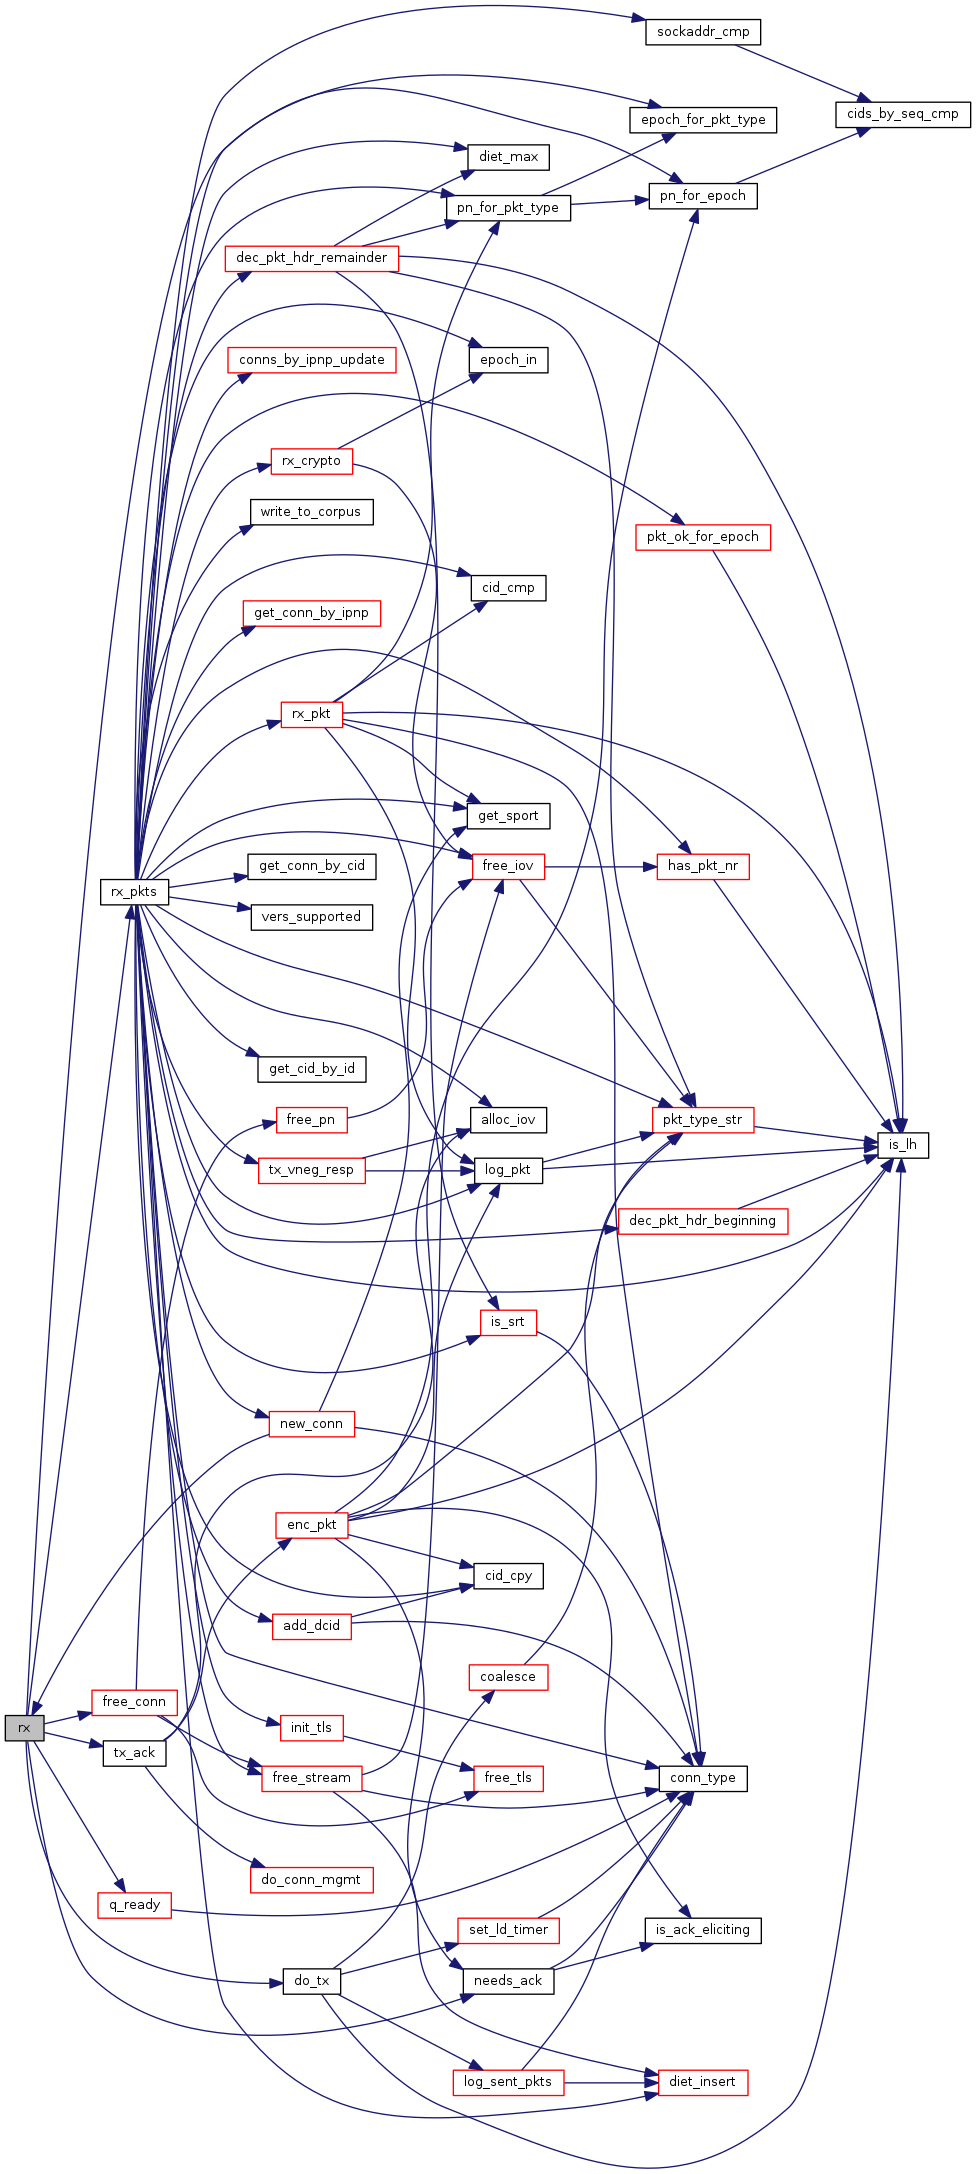 sockaddr_cmp
cids_by_seq_cmp
epoch_for_pkt_type
diet_max
pn_for_epoch
pn_for_pkt_type
dec_pkt_hdr_remainder
conns_by_ipnp_update
epoch_in
rx_crypto
write_to_corpus
pkt_ok_for_epoch
cid_cmp
get_conn_by_ipnp
rx_pkt
get_sport
get_conn_by_cid
free_iov
has_pkt_nr
rx_pkts
vers_supported
get_cid_by_id
free_pn
alloc_iov
pkt_type_str
is_lh
tx_vneg_resp
log_pkt
dec_pkt_hdr_beginning
is_srt
new_conn
enc_pkt
cid_cpy
add_dcid
coalesce
free_conn
rx
init_tls
tx_ack
free_stream
free_tls
conn_type
do_conn_mgmt
q_ready
set_ld_timer
is_ack_eliciting
do_tx
needs_ack
log_sent_pkts
diet_insert